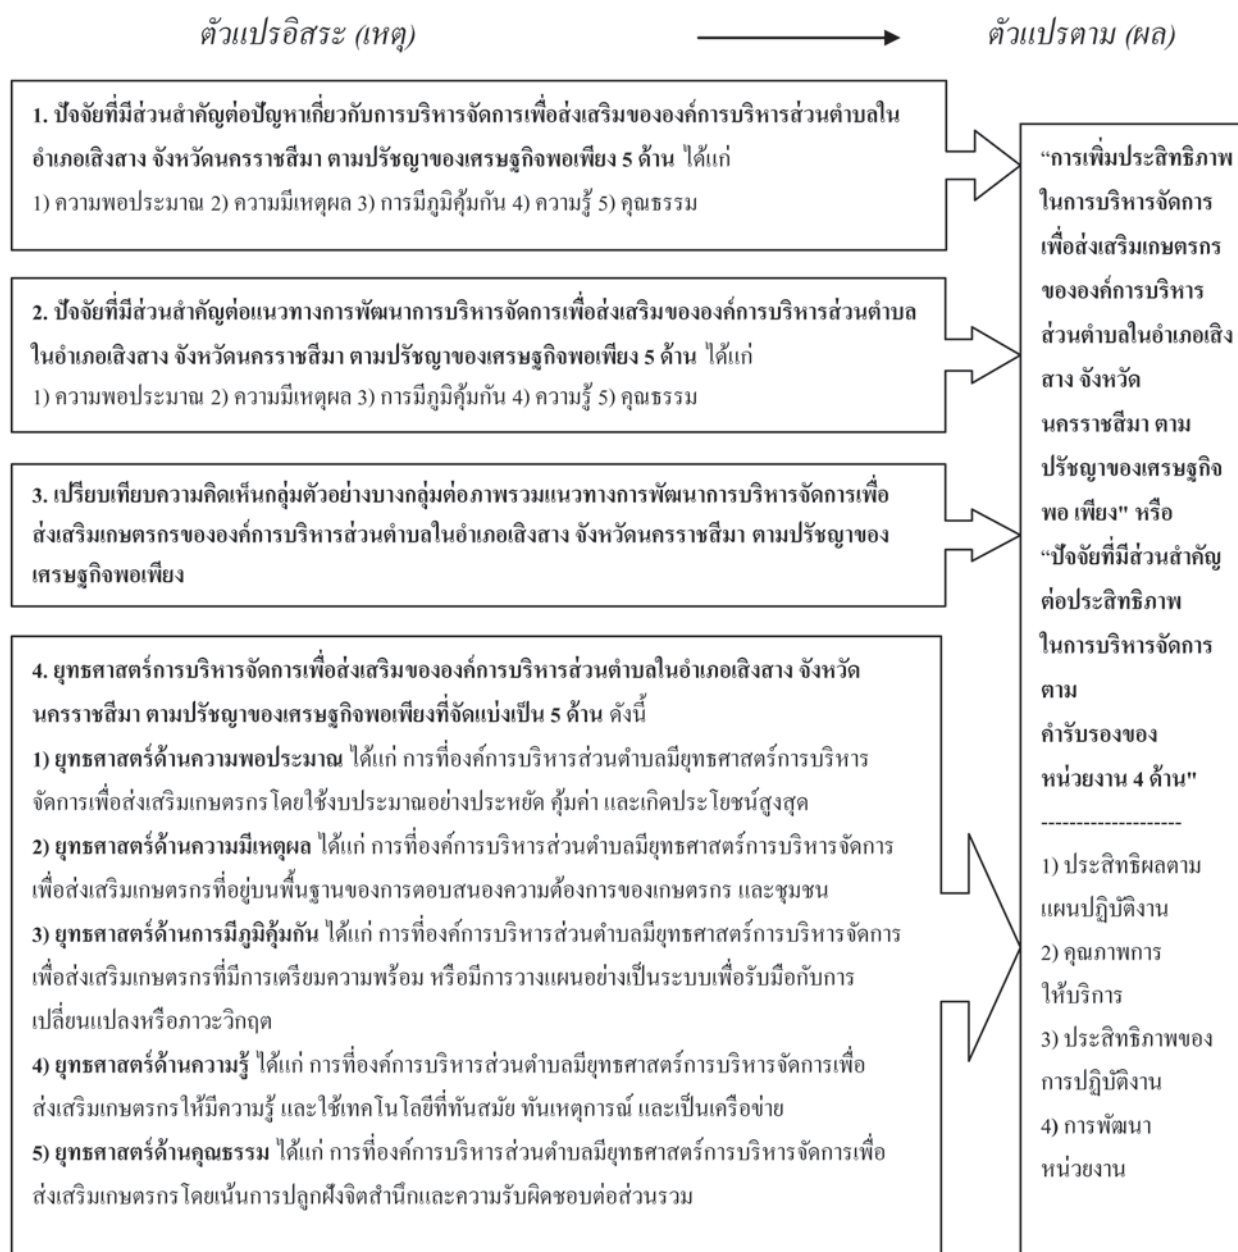 ตัวแปรอิสระ (เหตุ)
ตัวแปรตาม (ผล)
1. ปัจจัยที่มีส่วนสำคัญต่อปัญหาเกี่ยวกับการบริหารจัดการเพื่อส่งเสริมขององค์การบริหารส่วนตำบลใน
อำเภอเสิงสาง จังหวัดนครราชสีมา ตามปรัชญาของเศรษฐกิจพอเพียง 5 ด้าน ได้แก่
1) ความพอประมาณ 2) ความมีเหตุผล 3) การมีภูมิคุ้มกัน 4) ความรู้ 5) คุณธรรม
2. ปัจจัยที่มีส่วนสำคัญต่อแนวทางการพัฒนาการบริหารจัดการเพื่อส่งเสริมขององค์การบริหารส่วนตำบล
ในอำเภอเสิงสาง จังหวัดนครราชสีมา ตามปรัชญาของเศรษฐกิจพอเพียง 5 ด้าน ได้แก่
1) ความพอประมาณ 2) ความมีเหตุผล 3) การมีภูมิคุ้มกัน 4) ความรู้ 5) คุณธรรม
3. เปรียบเทียบความคิดเห็นกลุ่มตัวอย่างบางกลุ่มต่อภาพรวมแนวทางการพัฒนาการบริหารจัดการเพื่อ
ส่งเสริมเกษตรกรขององค์การบริหารส่วนตำบลในอำเภอเสิงสาง จังหวัดนครราชสีมา ตามปรัชญาของ
เศรษฐกิจพอเพียง
4. ยุทธศาสตร์การบริหารจัดการเพื่อส่งเสริมขององค์การบริหารส่วนตำบลในอำเภอเสิงสาง จังหวัด
นครราชสีมา ตามปรัชญาของเศรษฐกิจพอเพียงที่จัดแบ่งเป็น 5 ด้าน ดังนี้
1) ยุทธศาสตร์ด้านความพอประมาณ ได้แก่ การที่องค์การบริหารส่วนตำบลมียุทธศาสตร์การบริหาร
จัดการเพื่อส่งเสริมเกษตรกรโดยใช้งบประมาณอย่างประหยัด คุ้มค่า และเกิดประโยชน์สูงสุด
2) ยุทธศาสตร์ด้านความมีเหตุผล ได้แก่ การที่องค์การบริหารส่วนตำบลมียุทธศาสตร์การบริหารจัดการ
เพื่อส่งเสริมเกษตรกรที่อยู่บนพื้นฐานของการตอบสนองความต้องการของเกษตรกร และชุมชน
3) ยุทธศาสตร์ด้านการมีภูมิคุ้มกัน ได้แก่ การที่องค์การบริหารส่วนตำบลมียุทธศาสตร์การบริหารจัดการ
เพื่อส่งเสริมเกษตรกรที่มีการเตรียมความพร้อม หรือมีการวางแผนอย่างเป็นระบบเพื่อรับมือกับการ
เปลี่ยนแปลงหรือภาวะวิกฤต
4) ยุทธศาสตร์ด้านความรู้ ได้แก่ การที่องค์การบริหารส่วนตำบลมียุทธศาสตร์การบริหารจัดการเพื่อ
ส่งเสริมเกษตรกรให้มีความรู้ และใช้เทคโนโลยีที่ทันสมัย ทันเหตุการณ์ และเป็นเครือข่าย
5) ยุทธศาสตร์ด้านคุณธรรม ได้แก่ การที่องค์การบริหารส่วนตำบลมียุทธศาสตร์การบริหารจัดการเพื่อ
ส่งเสริมเกษตรกรโดยเน้นการปลูกฝังจิตสำนึกและความรับผิดชอบต่อส่วนรวม
“การเพิ่มประสิทธิภาพ
ในการบริหารจัดการ
เพื่อส่งเสริมเกษตรกร
ขององค์การบริหาร
ส่วนตำบลในอำเภอเสิง
สาง จังหวัด
นครราชสีมา ตาม
ปรัชญาของเศรษฐกิจ
พอ เพียง" หรือ
“ปัจจัยที่มีส่วนสำคัญ
ต่อประสิทธิภาพ
ในการบริหารจัดการ
ตาม
คำรับรองของ
หน่วยงาน 4 ด้าน"
--------------------
1) ประสิทธิผลตาม
แผนปฏิบัติงาน
2) คุณภาพการ
ให้บริการ
3) ประสิทธิภาพของ
การปฏิบัติงาน
4) การพัฒนา
หน่วยงาน